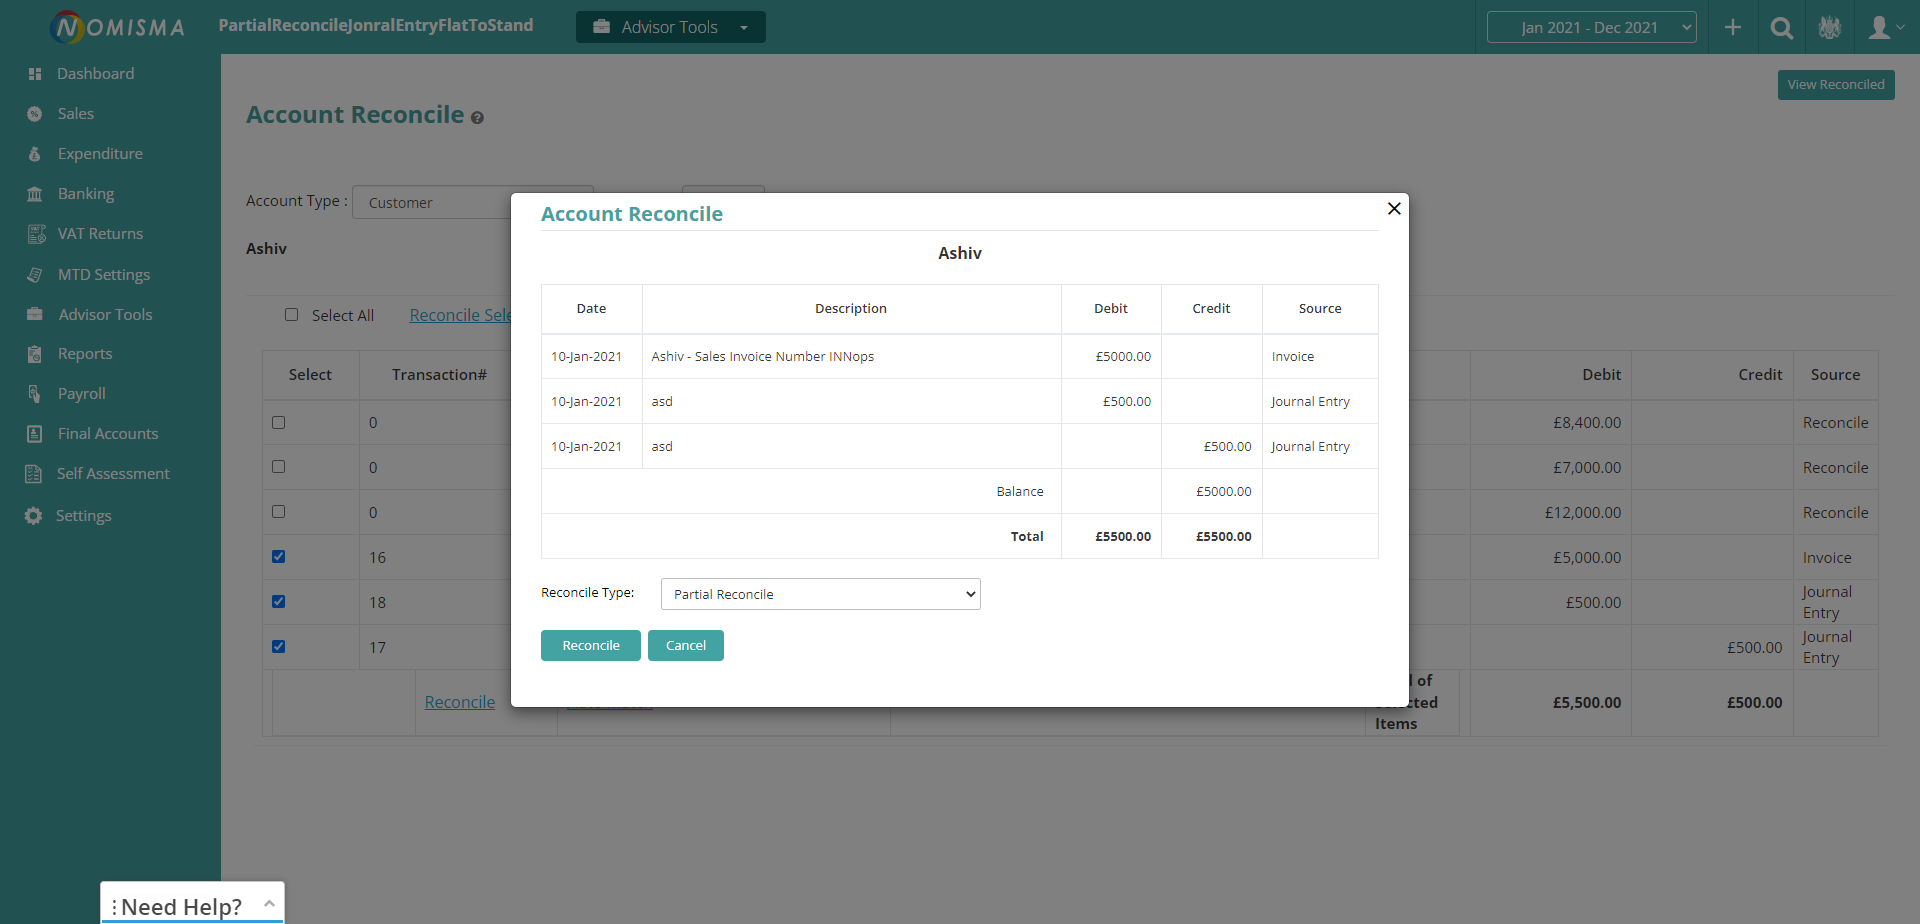 NOMISMA
PartialReconcileJonralEntryFlatToStand
Advisor Tools
Jan 2021 - Dec 2021
Dashboard
Sales
Expenditure
Banking
VAT Returns
MTD Settings
Advisor Tools
Reports
Payroll
Final Accounts
Self Assessment
Settings
View Reconciled
Account Reconcile
Account Type : Customer
Ashiv
Select All Reconcile Sele
Select Transaction# Debit Credit Source
0 £8,400.00 Reconcile
0 £7,000.00 Reconcile
0 £12,000.00 Reconcile
16 £5,000.00 Invoice
18 £500.00 Journal Entry
17 £500.00 Journal Entry
Reconcile of Items £5,500.00 £500.00
Account Reconcile
Ashiv
Date Description Debit Credit Source
10-Jan-2021 Ashiv - Sales Invoice Number INNops £5000.00 Invoice
10-Jan-2021 asd £500.00 Journal Entry
10-Jan-2021 asd £500.00 Journal Entry
Balance £5000.00
Total £5500.00 £5500.00
Reconcile Type: Partial Reconcile
Reconcile Cancel
Need Help?